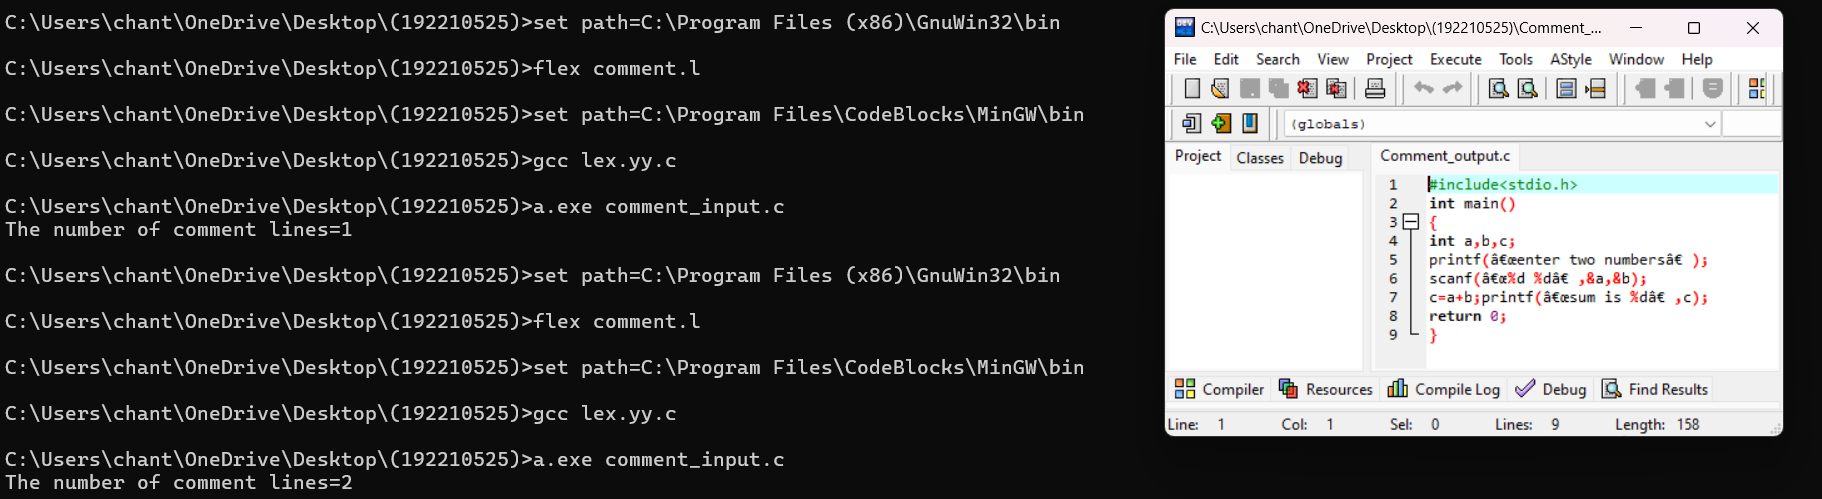 C:\Users\chant\OneDrive\Desktop\(192210525)>set path=C:\Program Files (x86)\GnuWin32\bin
C:\Users\chant\OneDrive\Desktop\(192210525)>flex comment.l
C:\Users\chant\OneDrive\Desktop\(192210525)>set path=C:\Program Files\CodeBlocks\MinGW\bin
C:\Users\chant\OneDrive\Desktop\(192210525)>gcc lex.yy.c
C:\Users\chant\OneDrive\Desktop\(192210525)>a.exe comment_input.c
The number of comment lines=1
C:\Users\chant\OneDrive\Desktop\(192210525)>set path=C:\Program Files (x86)\GnuWin32\bin
C:\Users\chant\OneDrive\Desktop\(192210525)>flex comment.l
C:\Users\chant\OneDrive\Desktop\(192210525)>set path=C:\Program Files\CodeBlocks\MinGW\bin
C:\Users\chant\OneDrive\Desktop\(192210525)>gcc lex.yy.c
C:\Users\chant\OneDrive\Desktop\(192210525)>a.exe comment_input.c
The number of comment lines=2
DEV C:\Users\chant\OneDrive\Desktop\(192210525)\Comment_...
File Edit Search View Project Execute Tools AStyle Window Help
(globals)
Project Classes Debug Comment_output.c
1 #include<stdio.h>
2 int main()
3 {
4 int a,b,c;
5 printf(â€œenter two numbersâ€ );
6 scanf(â€œ%d %dâ€ ,&a,&b);
7 c=a+b;printf(â€œsum is %dâ€ ,c);
8 return 0;
9 }
Compiler Resources Compile Log Debug Find Results
Line: 1 Col: 1 Sel: 0 Lines: 9 Length: 158